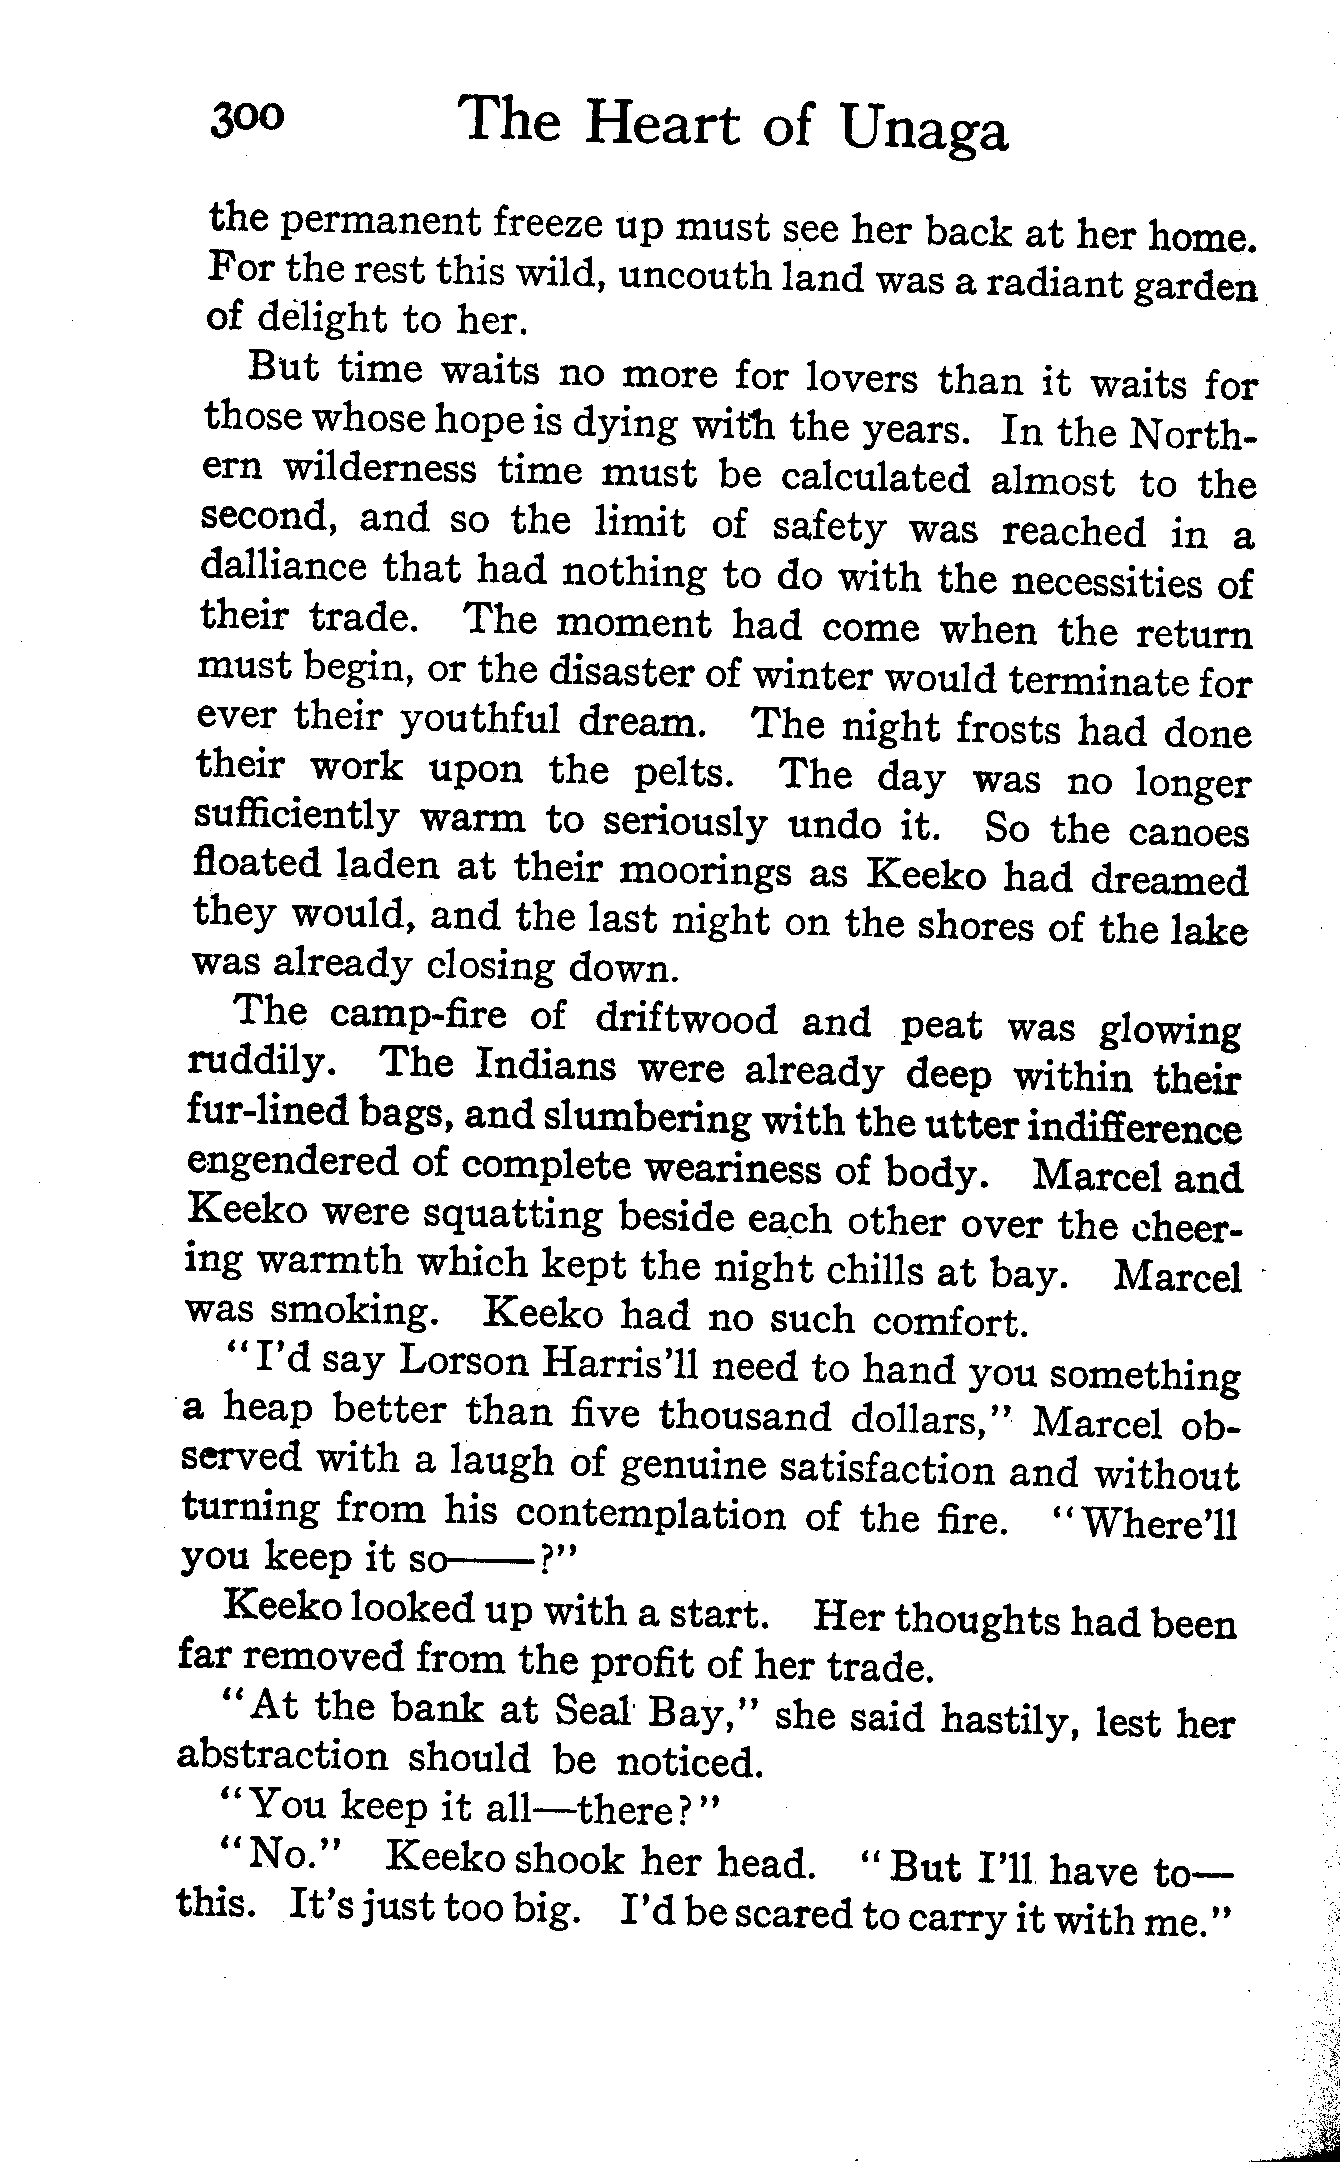 300 The Heart of Unaga
the permanent freeze up must see her back at her home.
For the rest this wild, uncouth land was a radiant garden
of delight to her.
But time waits no more for lovers than it waits for
those whose hope is dying with the years. In the North-
ern wilderness time must be calculated almost to the
second, and so the limit of safety was reached in a
dalliance that had nothing to do with the necessities of
their trade. The moment had come when the return
must begin, or the disaster of winter would terminate for
ever their youthful dream. The night frosts had done
their work upon the pelts. The day was no longer
sufficiently warm to seriously undo it. So the canoes
floated laden at their moorings as Keeko had dreamed
they would, and the last night on the shores of the lake
was already closing down.
The camp-fire of driftwood and peat was glowing
ruddily. The Indians were already deep within their
fur-lined bags, and slumbering with the utter indifference
engendered of complete weariness of body. Marcel and
Keeko were squatting beside each other over the cheer-
ing warmth which kept the night chills at bay. Marcel
was smoking. Keeko had no such comfort.
"I'd say Lorson Harris'll need to hand you something
a heap better than five thousand dollars," Marcel ob-
served with a laugh of genuine satisfaction and without
turning from his contemplation of the fire. "Where'll
you keep it so——?"
Keeko looked up with a start. Her thoughts had been
far removed from the profit of her trade.
"At the bank at Seal Bay," she said hastily, lest her
abstraction should be noticed.
"You keep it all—there?"
"No." Keeko shook her head. "But I'll have to—
this. It's just too big. I'd be scared to carry it with me."